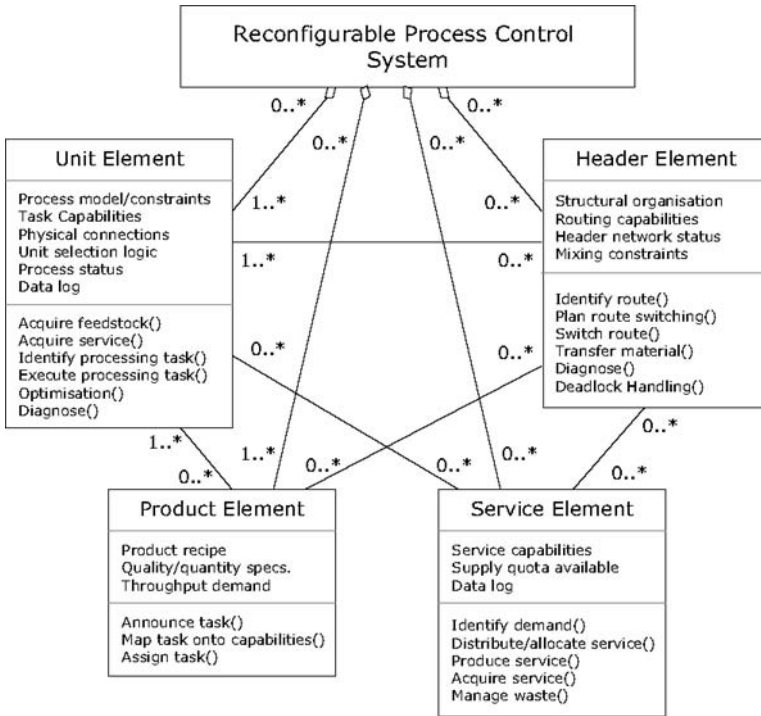 Reconfigurable Process Control
System
0..*
0..*
0..*
0..*
Unit Element
Process model/constraints
Task Capabilities
Physical connections
Unit selection logic
Process status
Data log
Acquire feedstock()
Acquire service()
Identify processing task()
Execute processing task()
Optimisation()
Diagnose()
Header Element
Structural organisation
Routing capabilities
Header network status
Mixing constraints
Identify route()
Plan route switching()
Switch route()
Transfer material()
Diagnose()
Deadlock Handling()
1..*
0..*
1..*
0..*
0..*
0..*
1..*
0..*
1..*
0..*
0..*
0..*
0..*
0..*
Product Element
Product recipe
Quality/quantity specs.
Throughput demand
Announce task()
Map task onto capabilities()
Assign task()
Service Element
Service capabilities
Supply quota available
Data log
Identify demand()
Distribute/allocate service()
Produce service()
Acquire service()
Manage waste()